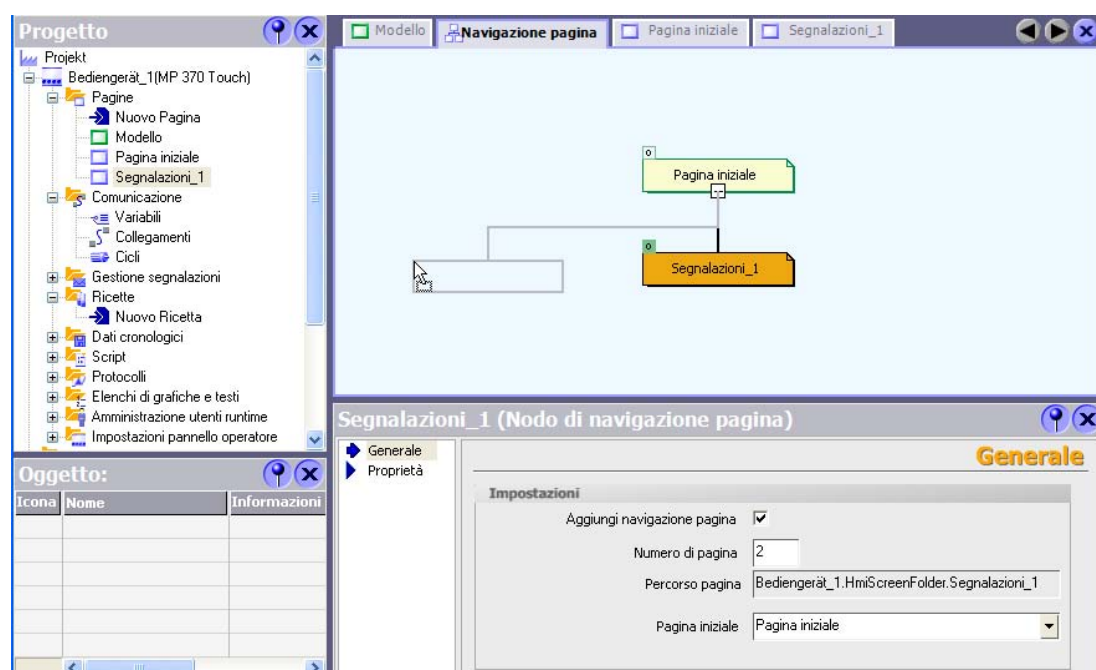 Progetto
Projekt
Bediengerät_1(MP 370 Touch)
Pagine
Nuovo Pagina
Modello
Pagina iniziale
Segnalazioni_1
Comunicazione
Variabili
Collegamenti
Cicli
Gestione segnalazioni
Ricette
Nuovo Ricetta
Dati cronologici
Script
Protocolli
Elenchi di grafiche e testi
Amministrazione utenti runtime
Impostazioni pannello operatore
Oggetto:
Icona Nome Informazioni
Modello Navigazione pagina Pagina iniziale Segnalazioni_1
Pagina iniziale
Segnalazioni_1
Segnalazioni_1 (Nodo di navigazione pagina)
Generale
Proprietà
Generale
Impostazioni
Aggiungi navigazione pagina
Numero di pagina 2
Percorso pagina Bediengerät_1.HmiScreenFolder.Segnalazioni_1
Pagina iniziale Pagina iniziale